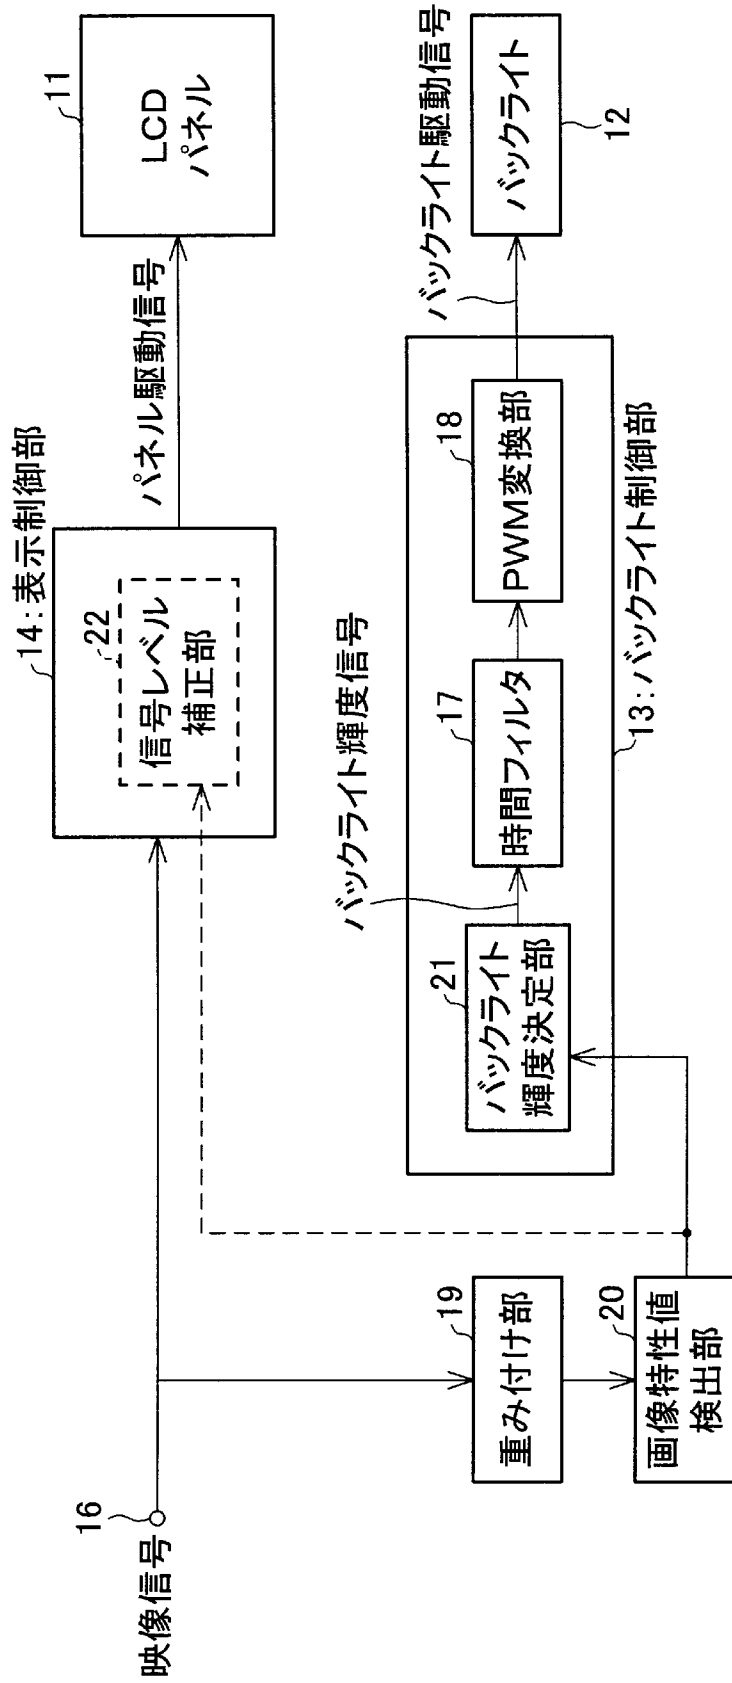 映像信号
16
14:表示制御部
22
信号レベル
補正部
パネル駆動信号
11
LCD
パネル
バックライト輝度信号
バックライト駆動信号
21
バックライト
輝度決定部
17
時間フィルタ
18
PWM変換部
バックライト
12
13:バックライト制御部
19
重み付け部
20
画像特性値
検出部